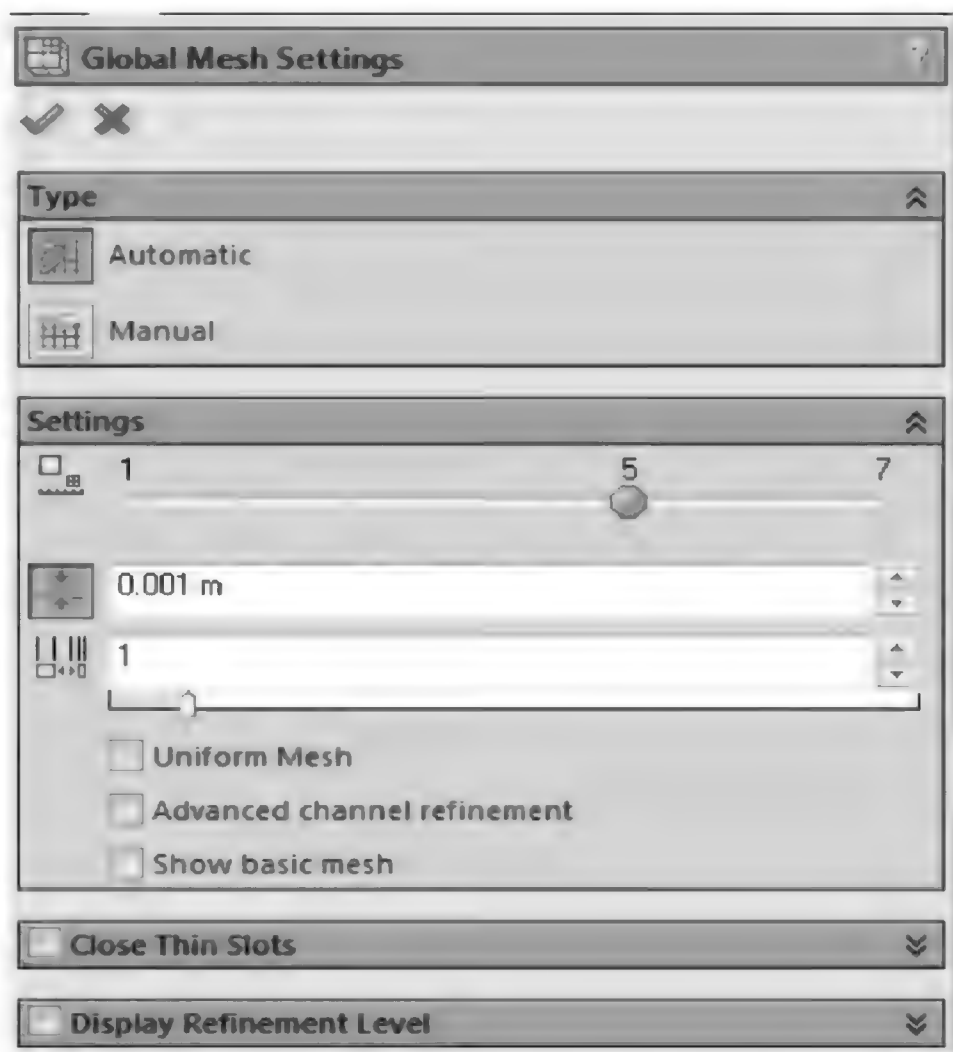 Global Mesh Settings ?
Type
Automatic
Manual
Settings
1 5 7
0.001 m
1
Uniform Mesh
Advanced channel refinement
Show basic mesh
Close Thin Slots
Display Refinement Level